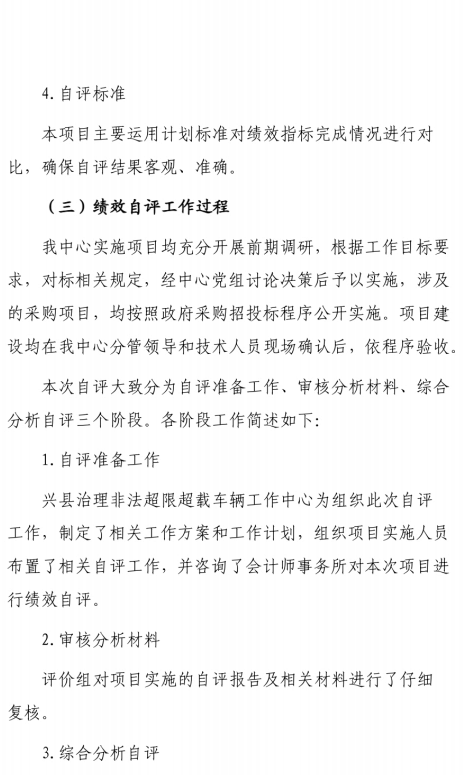 4.自评标准
本项目主要运用计划标准对绩效指标完成情况进行对
比，确保自评结果客观、准确。
（三）绩效自评工作过程
我中心实施项目均充分开展前期调研，根据工作目标要
求，对标相关规定，经中心党组讨论决策后予以实施，涉及
的采购项目，均按照政府采购招投标程序公开实施。项目建
设均在我中心分管领导和技术人员现场确认后，依程序验收。
本次自评大致分为自评准备工作、审核分析材料、综合
分析自评三个阶段。各阶段工作简述如下：
1.自评准备工作
兴县治理非法超限超载车辆工作中心为组织此次自评
工作，制定了相关工作方案和工作计划，组织项目实施人员
布置了相关自评工作，并咨询了会计师事务所对本次项目进
行绩效自评。
2.审核分析材料
评价组对项目实施的自评报告及相关材料进行了仔细
复核。
3.综合分析自评